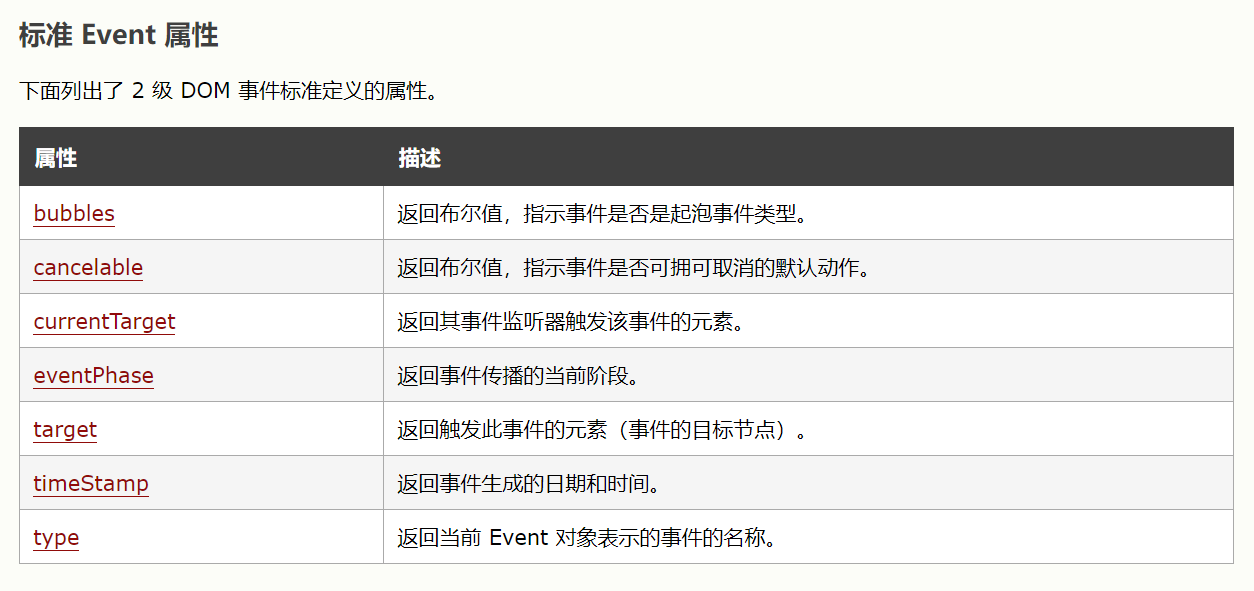 标准 Event 属性
下面列出了 2 级 DOM 事件标准定义的属性。
属性 描述
bubbles 返回布尔值，指示事件是否是起泡事件类型。
cancelable 返回布尔值，指示事件是否可拥可取消的默认动作。
currentTarget 返回其事件监听器触发该事件的元素。
eventPhase 返回事件传播的当前阶段。
target 返回触发此事件的元素（事件的目标节点）。
timeStamp 返回事件生成的日期和时间。
type 返回当前 Event 对象表示的事件的名称。